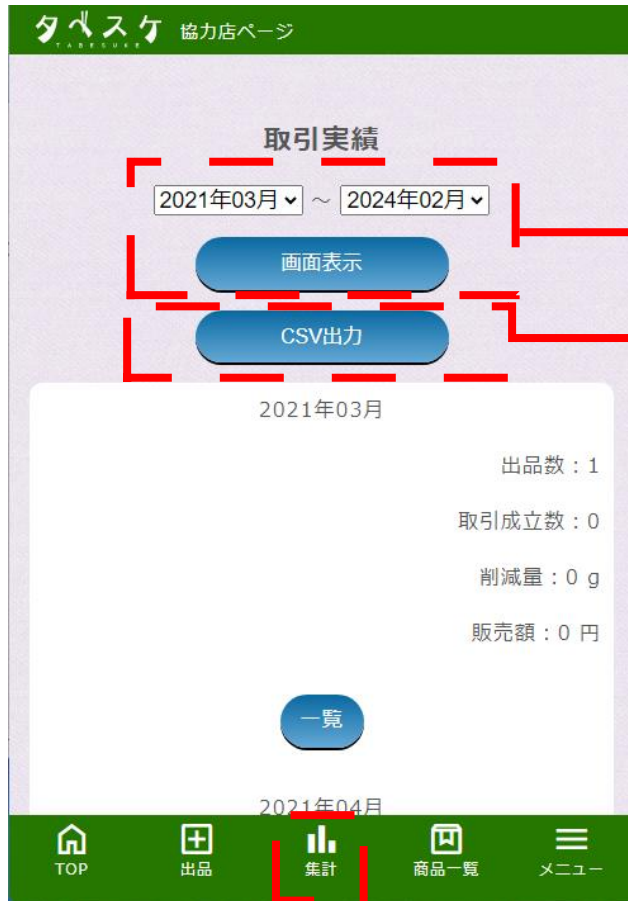 タベスケ 協力店ページ
TABESUKE
取引実績
2021年03月 ～ 2024年02月
画面表示
CSV出力
2021年03月
出品数：1
取引成立数：0
削減量：0 g
販売額：0 円
一覧
2021年04月
TOP 出品 集計 商品一覧 メニュー